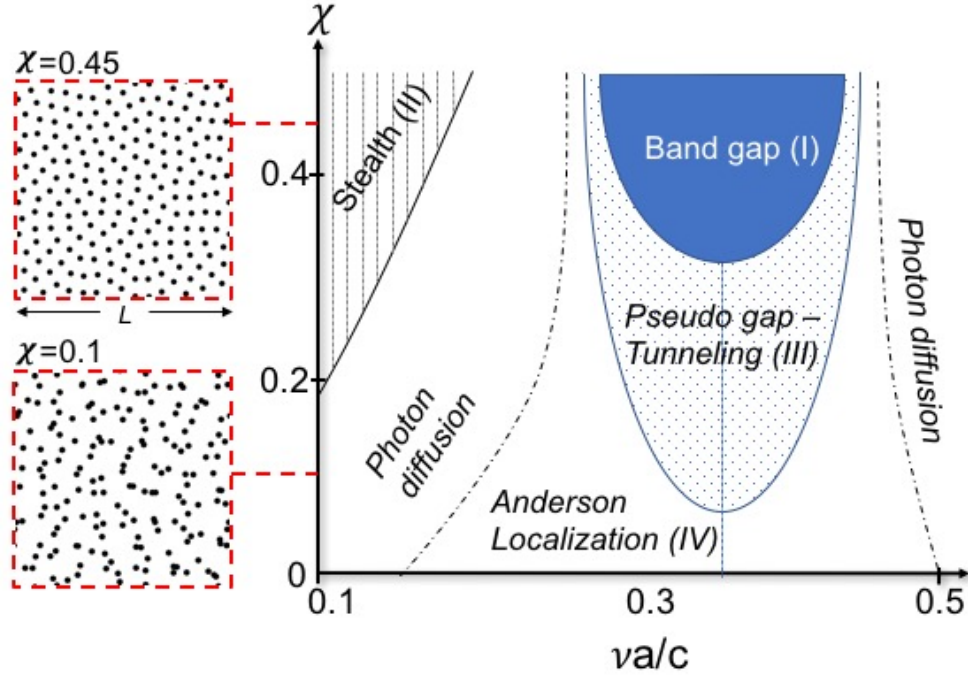 χ
χ=0.45
Stealth (II)
Band gap (I)
0.4
L
Pseudo gap –
Tunneling (III)
Photon diffusion
χ=0.1
0.2
Photon
diffusion
Anderson
Localization (IV)
0
0.1
0.3
0.5
νa/c